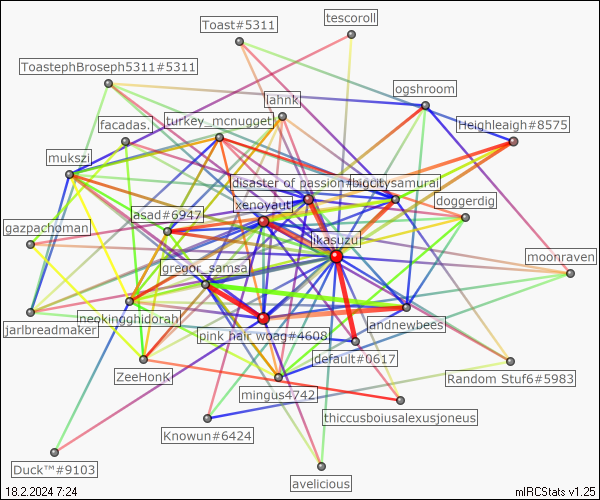 tescoroll
Toast#5311
ToastephBroseph5311#5311
ogshroom
lahnk
turkey_mcnugget
facadas.
Heighleaigh#8575
mukszi
disaster of passion#
bigcitysamurai
doggerdig
xenoyaut
asad#6947
gazpachoman
ikasuzu
moonraven
gregor_samsa
neokingghidorah
jarlbreadmaker
andnewbees
pink hair woag#4608
default#0617
ZeeHonK
Random Stuf6#5983
mingus4742
thiccusboiusalexusjoneus
Knowun#6424
Duck™#9103
avelicious
18.2.2024 7:24
mIRCStats v1.25